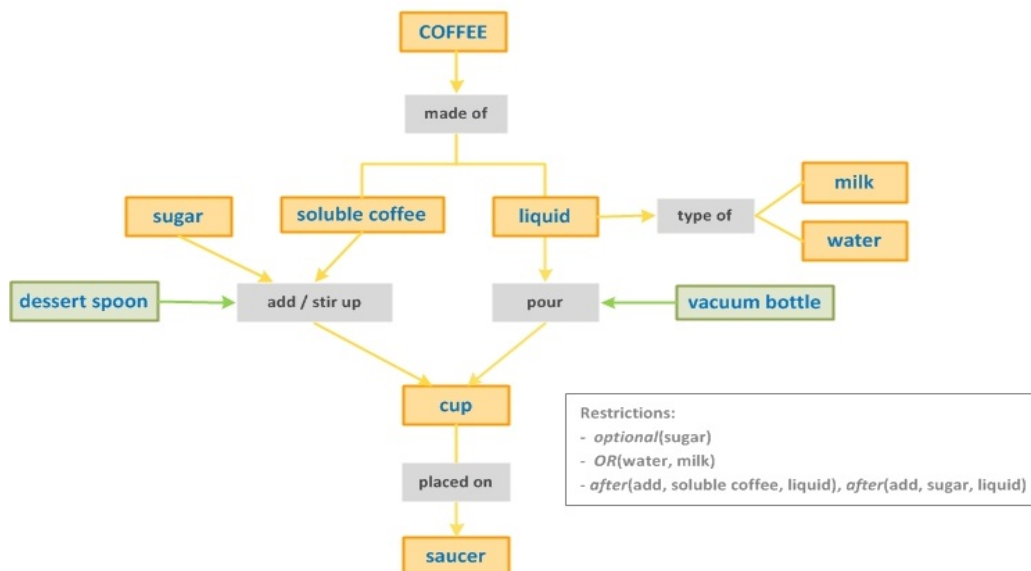 COFFEE
made of
milk
sugar
soluble coffee
liquid
type of
water
dessert spoon
add / stir up
pour
vacuum bottle
cup
Restrictions:
- optional(sugar)
- OR(water, milk)
- after(add, soluble coffee, liquid), after(add, sugar, liquid)
placed on
saucer